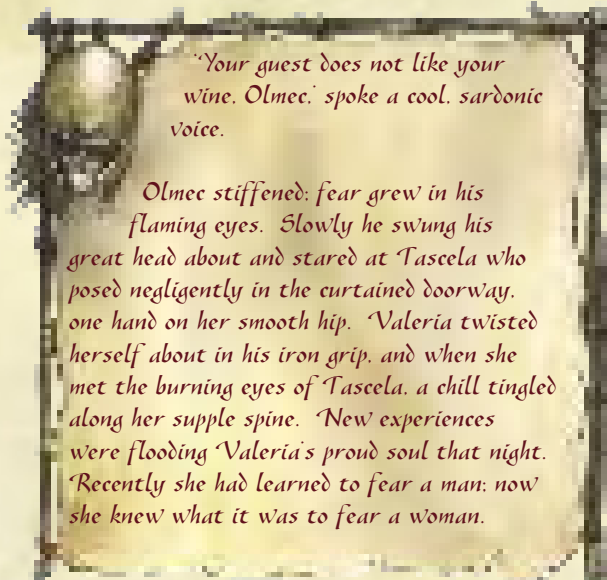 "Your guest does not like your
wine, Olmec," spoke a cool, sardonic
voice.
Olmec stiffened; fear grew in his
flaming eyes. Slowly he swung his
great head about and stared at Tascela who
posed negligently in the curtained doorway,
one hand on her smooth hip. Valeria twisted
herself about in his iron grip, and when she
met the burning eyes of Tascela, a chill tingled
along her supple spine. New experiences
were flooding Valeria's proud soul that night.
Recently she had learned to fear a man; now
she knew what it was to fear a woman.